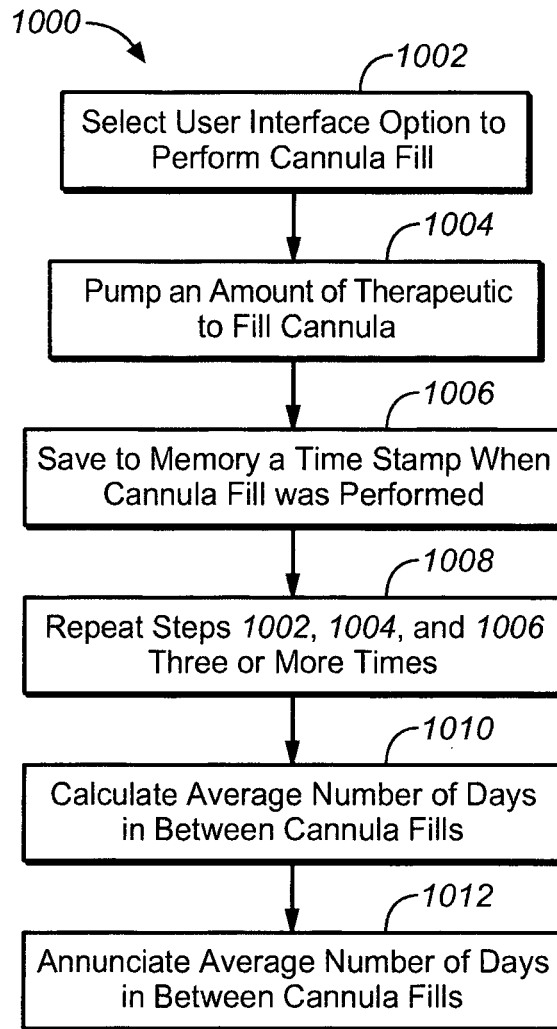 1000
1002
Select User Interface Option to
Perform Cannula Fill
1004
Pump an Amount of Therapeutic
to Fill Cannula
1006
Save to Memory a Time Stamp When
Cannula Fill was Performed
1008
Repeat Steps 1002, 1004, and 1006
Three or More Times
1010
Calculate Average Number of Days
in Between Cannula Fills
1012
Annunciate Average Number of Days
in Between Cannula Fills